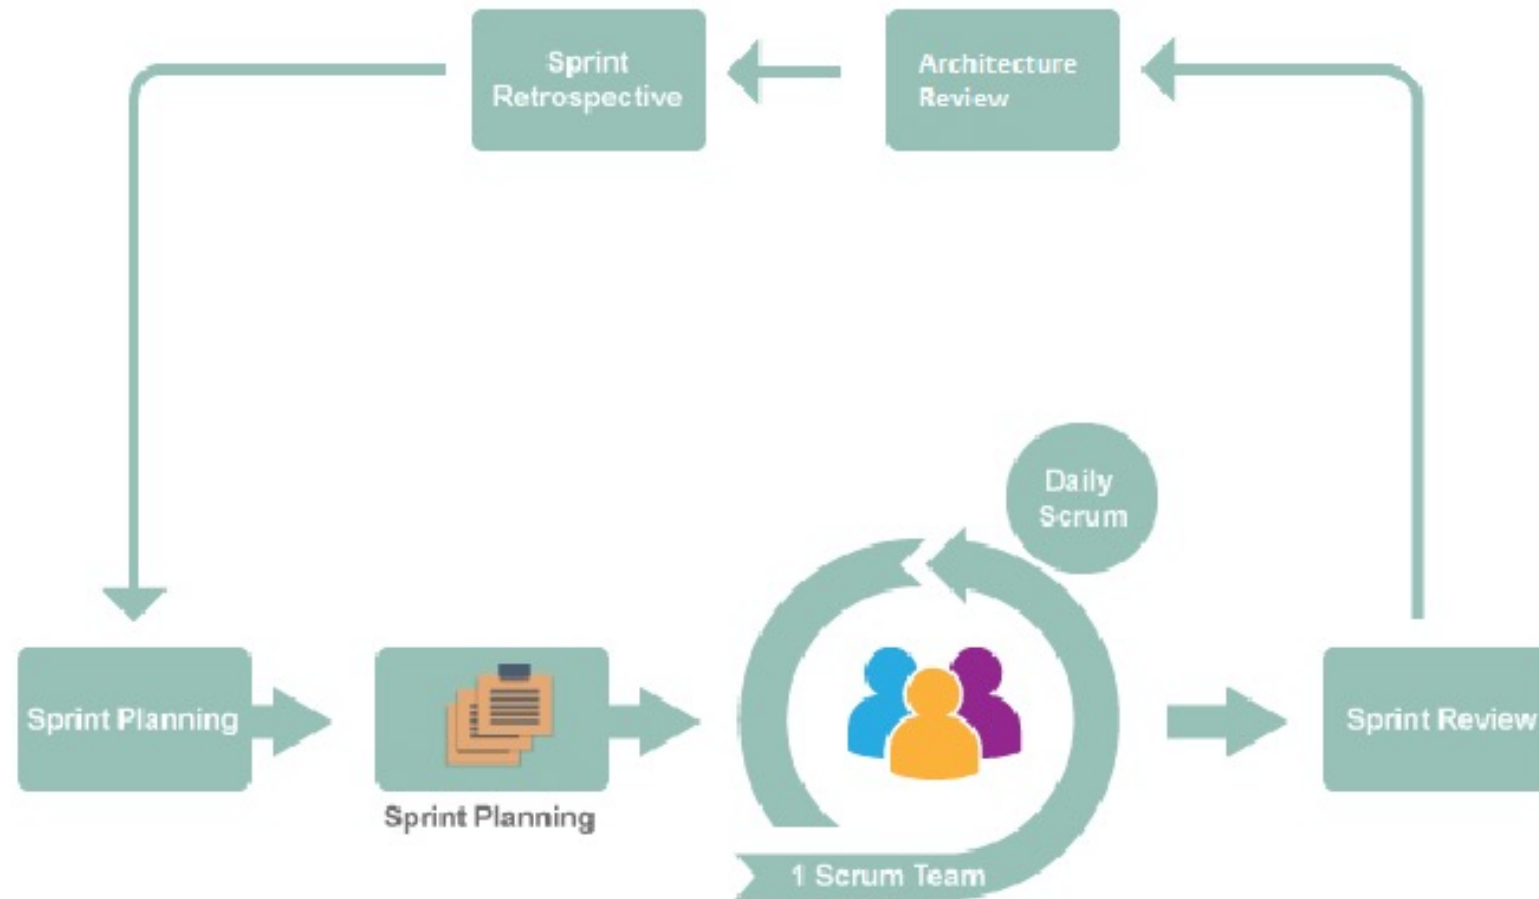 Sprint
Retrospective
Architecture
Review
Daily
Scrum
Sprint Planning
Sprint Planning
1 Scrum Team
Sprint Review